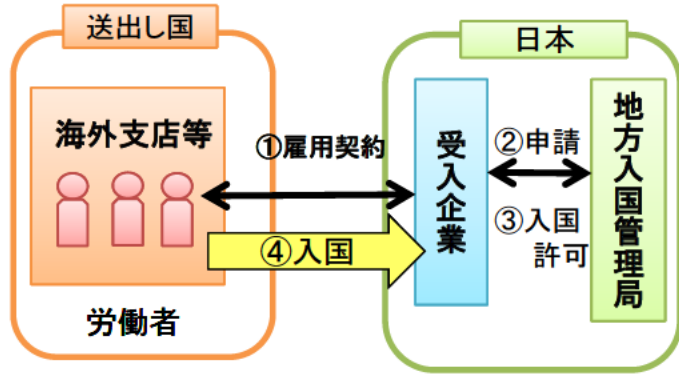 送出し国
日本
海外支店等
①雇用契約
受入企業
②申請
③入国
許可
地方入国管理局
④入国
労働者